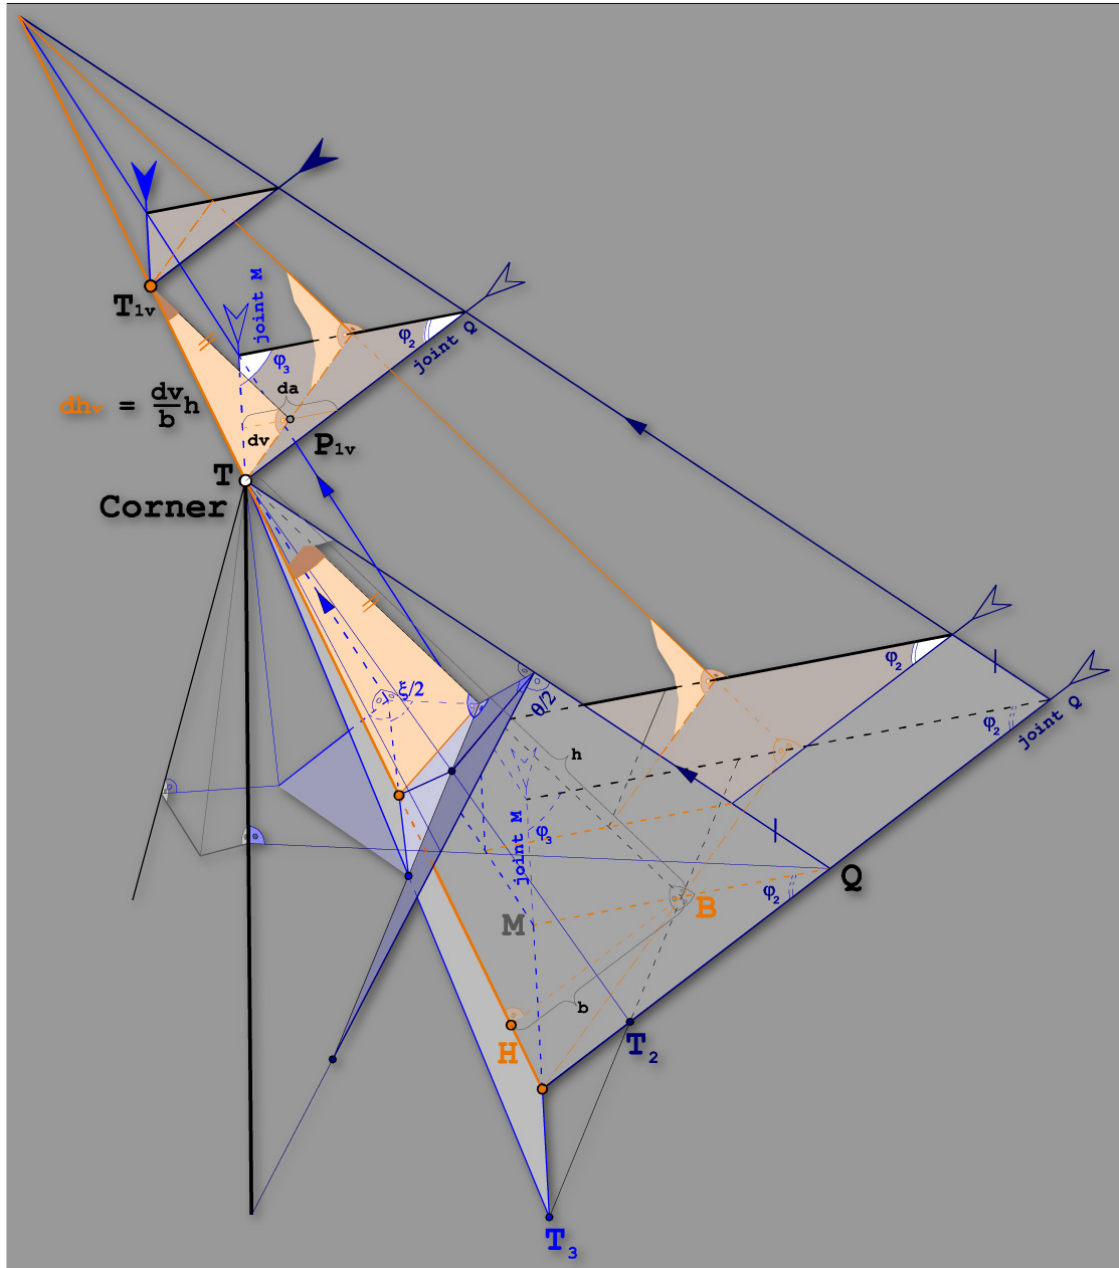 T1v
joint M
φ3
φ2
joint Q
da
dhv = dv/b h
dv
P1v
T
Corner
ξ/2
θ/2
φ2
h
φ2
joint Q
joint M
φ3
Q
φ2
B
M
b
H
T2
T3